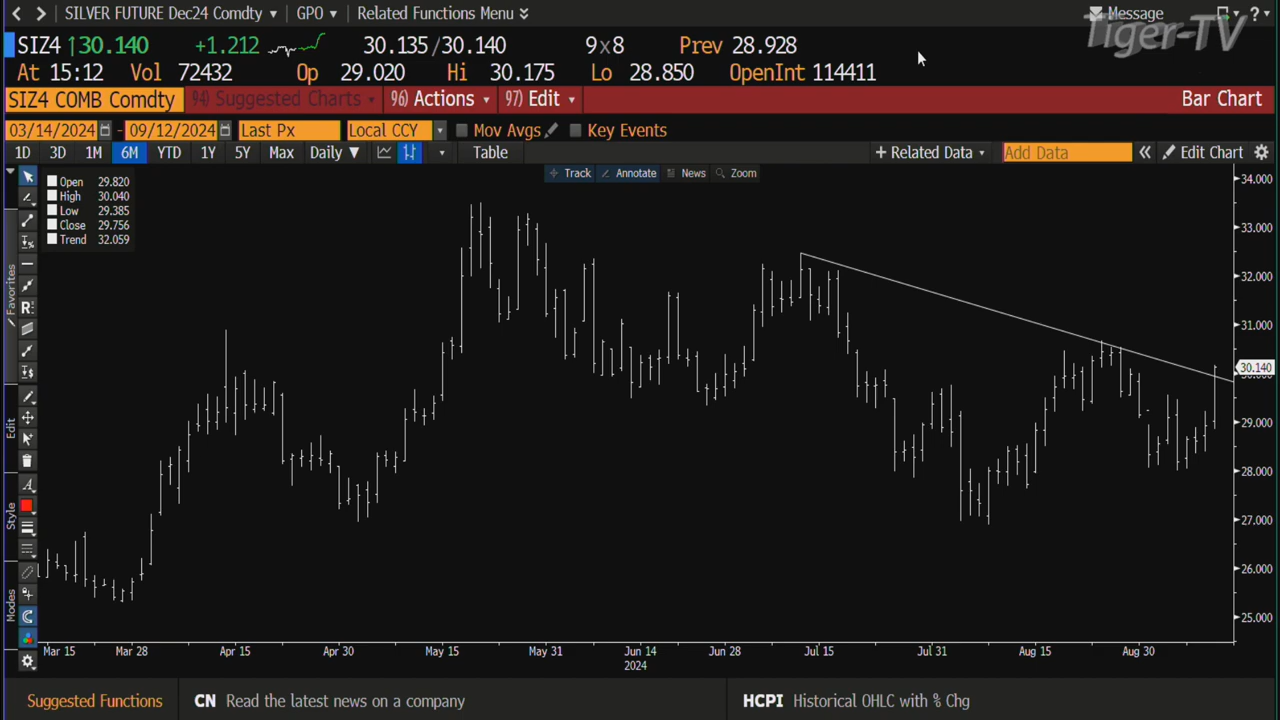 SILVER FUTURE Dec24 Comdty GPO Related Functions Menu Message ?
Tiger-TV
SIZ4 ↑30.140 +1.212 30.135/30.140 9x8 Prev 28.928
At 15:12 Vol 72432 Op 29.020 Hi 30.175 Lo 28.850 OpenInt 114411
SIZ4 COMB Comdty 94) Suggested Charts 96) Actions 97) Edit Bar Chart
03/14/2024 - 09/12/2024 Last Px Local CCY Mov Avgs Key Events
1D 3D 1M 6M YTD 1Y 5Y Max Daily ▼ Table + Related Data Add Data « Edit Chart
Track Annotate News Zoom
Open 29.820
High 30.040
Low 29.385
Close 29.756
Trend 32.059
34.000
33.000
32.000
31.000
30.140
30.000
29.000
28.000
27.000
26.000
25.000
Favorites
Edit
Style
Modes
Mar 15 Mar 28 Apr 15 Apr 30 May 15 May 31 Jun 14 Jun 28 Jul 15 Jul 31 Aug 15 Aug 30
2024
Suggested Functions CN Read the latest news on a company HCPI Historical OHLC with % Chg